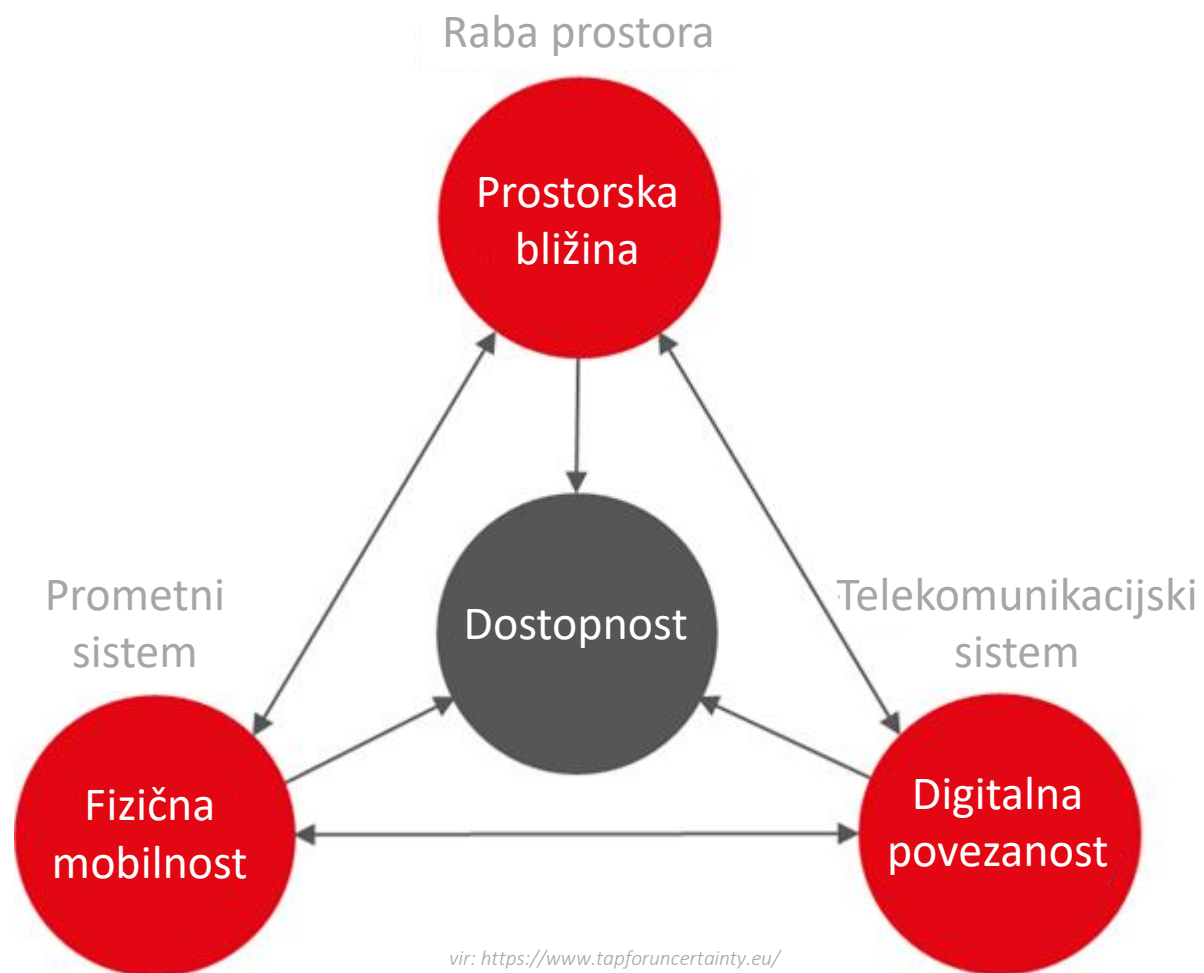 Raba prostora
Prostorska
bližina
Prometni
sistem
Telekomunikacijski
sistem
Dostopnost
Fizična
mobilnost
Digitalna
povezanost
vir: https://www.tapforuncertainty.eu/